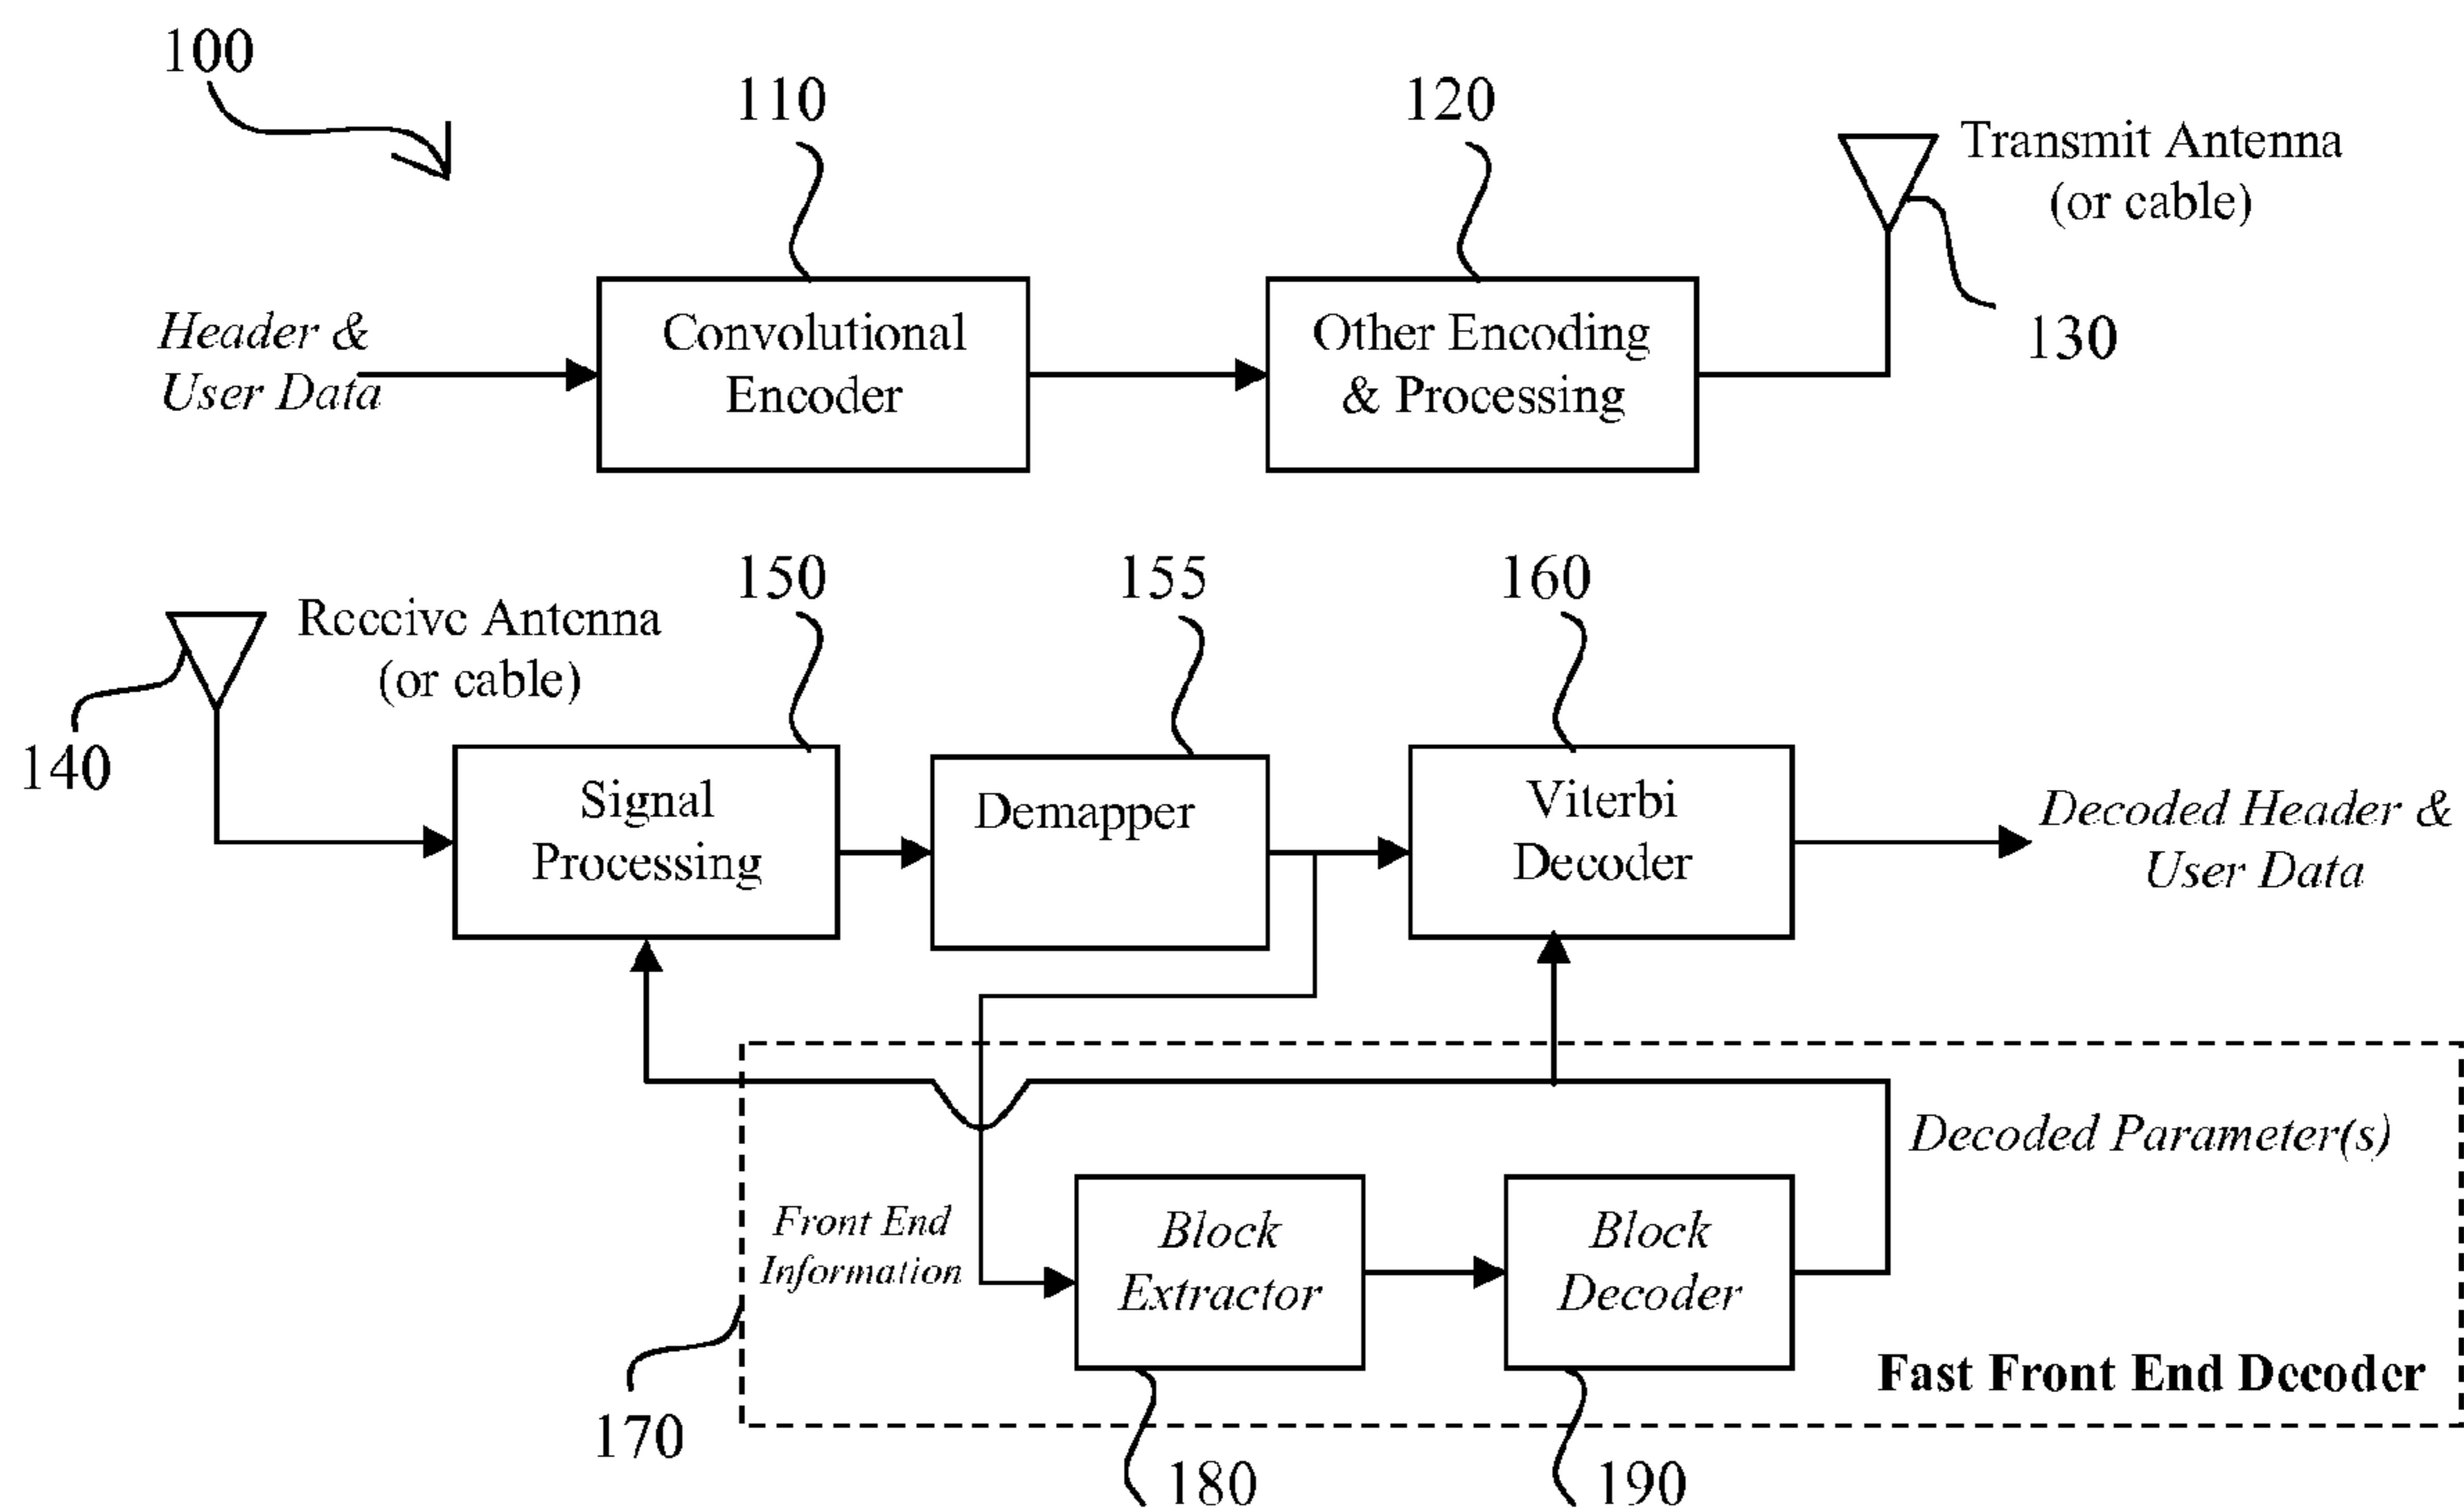 100
110
120
Transmit Antenna
(or cable)
130
Header &
User Data
Convolutional
Encoder
Other Encoding
& Processing
150
155
160
Receive Antenna
(or cable)
140
Signal
Processing
Demapper
Viterbi
Decoder
Decoded Header &
User Data
Decoded Parameter(s)
Front End
Information
Block
Extractor
Block
Decoder
Fast Front End Decoder
170
180
190